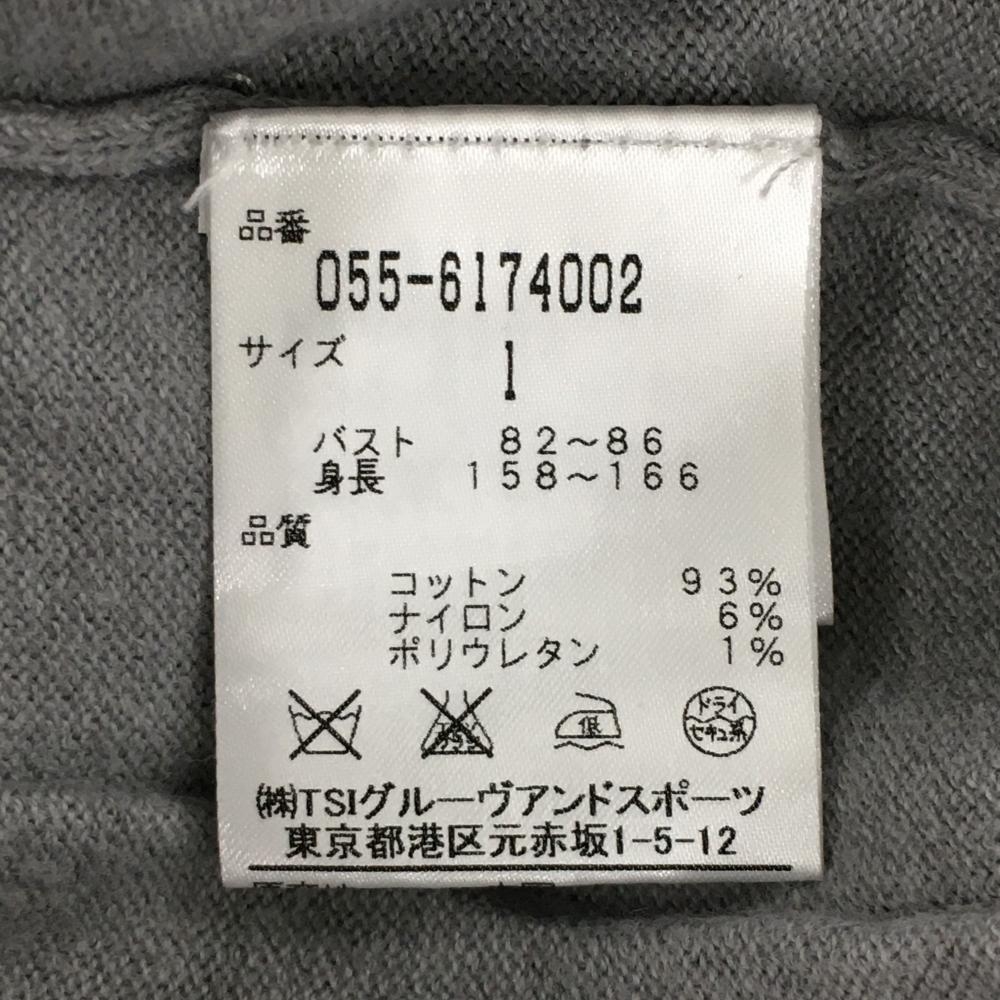 品番
055-6174002
サイズ
1
バスト 82~86
身長 158~166
品質
コットン 93%
ナイロン 6%
ポリウレタン 1%
低 ドライ
セキユ系
㈱TSIグルーヴアンドスポーツ
東京都港区元赤坂1-5-12